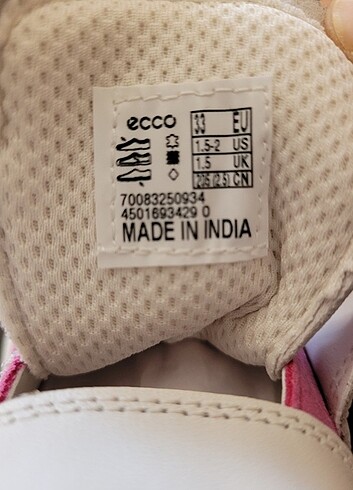 ecco
33 EU
1.5-2 US
1.5 UK
205 (2.5) CN
70083250934
4501693429 0
MADE IN INDIA